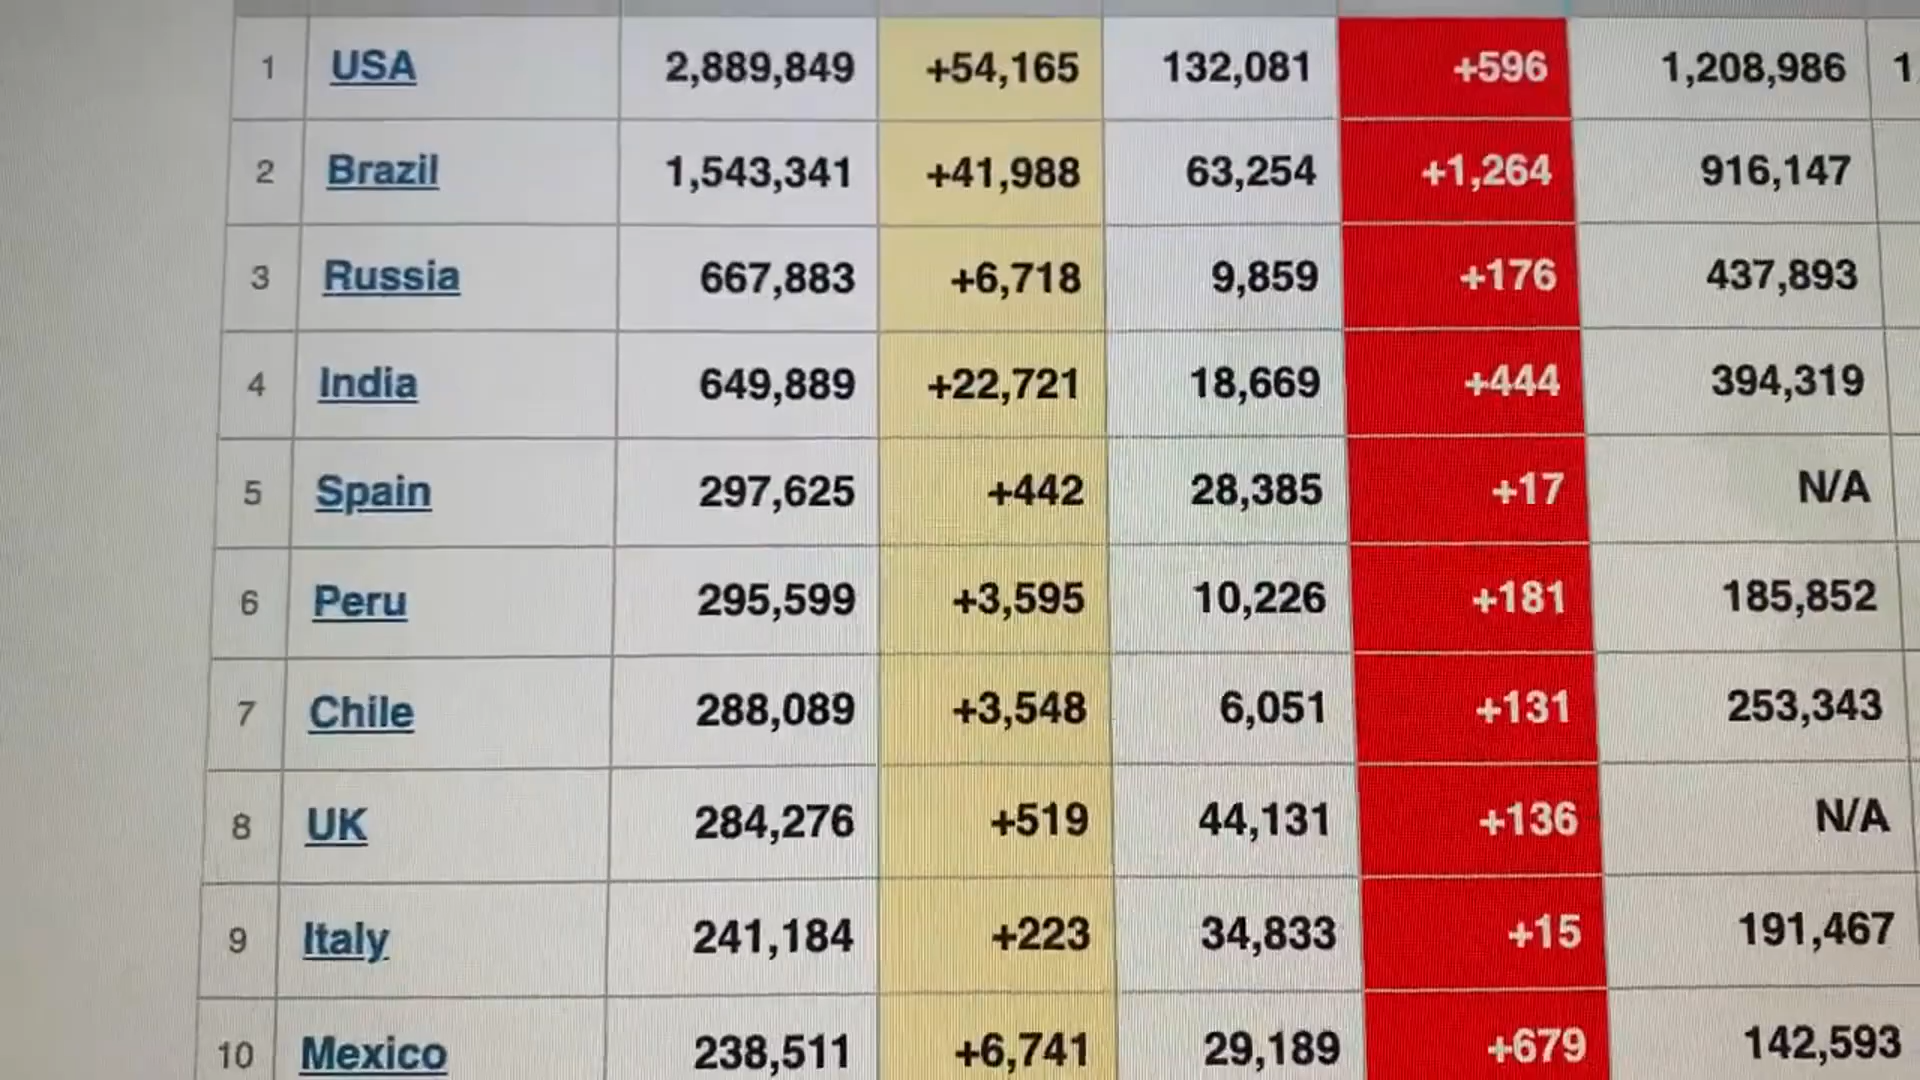 1 USA 2,889,849 +54,165 132,081 +596 1,208,986 1,
2 Brazil 1,543,341 +41,988 63,254 +1,264 916,147
3 Russia 667,883 +6,718 9,859 +176 437,893
4 India 649,889 +22,721 18,669 +444 394,319
5 Spain 297,625 +442 28,385 +17 N/A
6 Peru 295,599 +3,595 10,226 +181 185,852
7 Chile 288,089 +3,548 6,051 +131 253,343
8 UK 284,276 +519 44,131 +136 N/A
9 Italy 241,184 +223 34,833 +15 191,467
10 Mexico 238,511 +6,741 29,189 +679 142,593